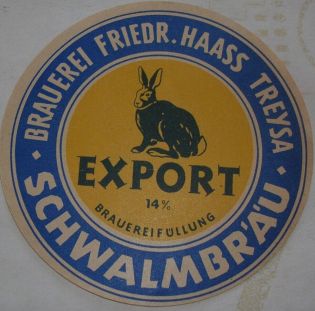 · BRAUEREI FRIEDR. HAASS TREYSA ·
EXPORT
14%
BRAUEREIFÜLLUNG
SCHWALMBRÄU